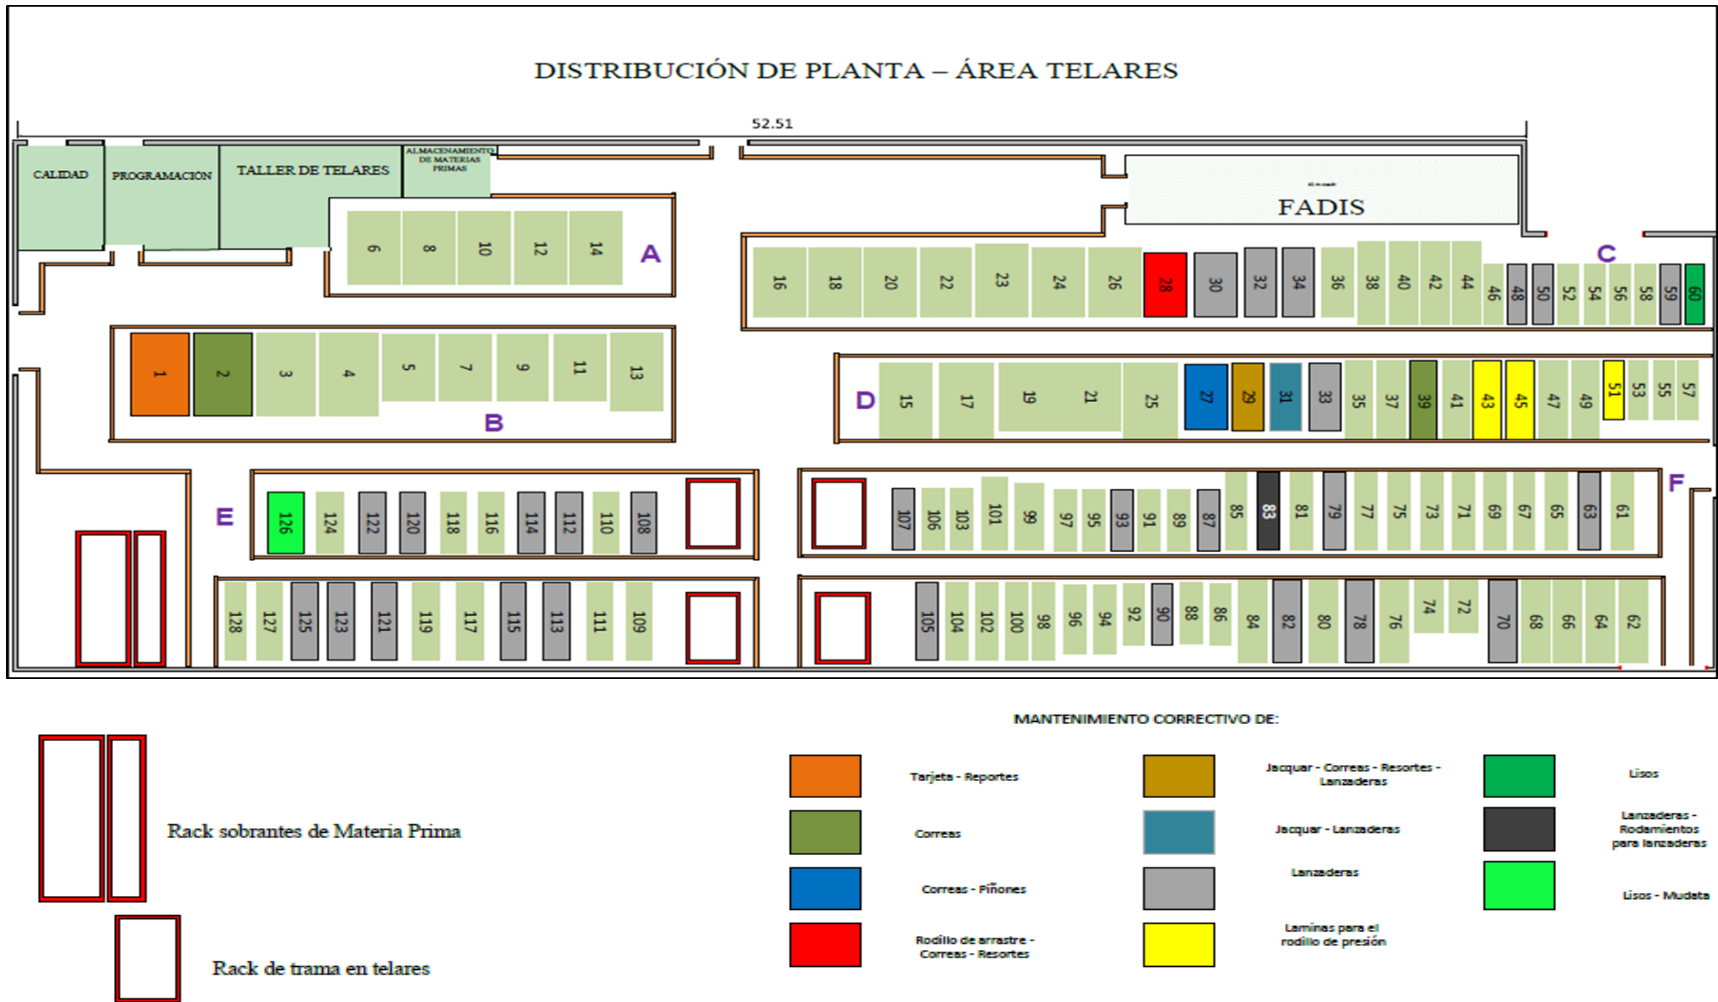 DISTRIBUCIÓN DE PLANTA – ÁREA TELARES
52.51
CALIDAD
PROGRAMACIÓN
TALLER DE TELARES
ALMACENAMIENTO
DE MATERIAS
PRIMAS
FADIS
6 8 10 12 14 A
C
16 18 20 22 23 24 26 28 30 32 34 36 38 40 42 44 46 48 50 52 54 56 58 59 60
1 2 3 4 5 7 9 11 13
B
D 15 17 19 21 25 27 29 31 33 35 37 39 41 43 45 47 49 51 53 55 57
E 126 124 122 120 118 116 114 112 110 108
107 106 103 101 99 97 95 93 91 89 87 85 83 81 79 77 75 73 71 69 67 65 63 61 F
128 127 125 123 121 119 117 115 113 111 109
105 104 102 100 98 96 94 92 90 88 86 84 82 80 78 76 74 72 70 68 66 64 62
Rack sobrantes de Materia Prima
Rack de trama en telares
MANTENIMIENTO CORRECTIVO DE:
Tarjeta - Reportes
Correas
Correas - Piñones
Rodillo de arrastre -
Correas - Resortes
Jacquar - Correas - Resortes -
Lanzaderas
Jacquar - Lanzaderas
Lanzaderas
Laminas para el
rodillo de presión
Lisos
Lanzaderas -
Rodamientos
para lanzaderas
Lisos - Mudata